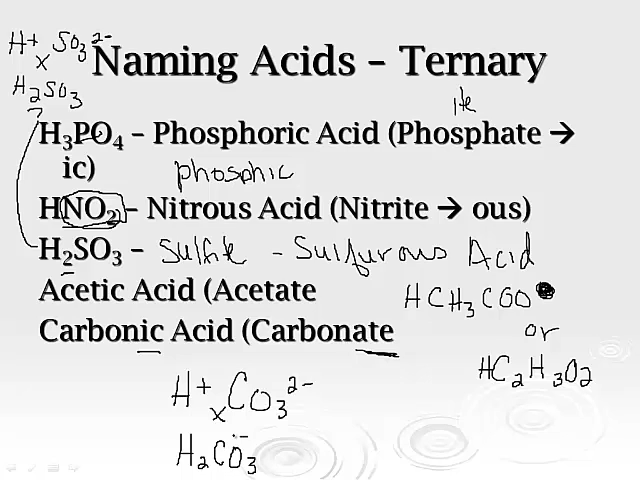 H+ SO3 2-
x
H2SO3
Naming Acids – Ternary
ite
H3PO4 – Phosphoric Acid (Phosphate →
ic)
phosphic
HNO2 – Nitrous Acid (Nitrite → ous)
H2SO3 – Sulfite - Sulfurous Acid
Acetic Acid (Acetate HCH3COO
Carbonic Acid (Carbonate or
HC2H3O2
H+ CO3 2-
x
H2CO3